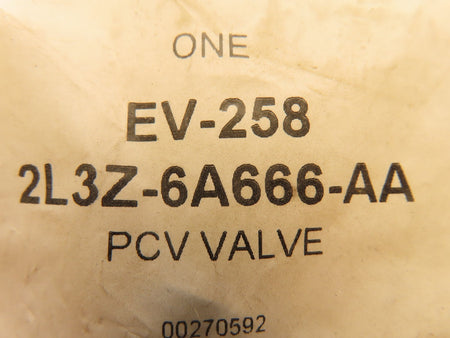 ONE
EV-258
2L3Z-6A666-AA
PCV VALVE
00270592